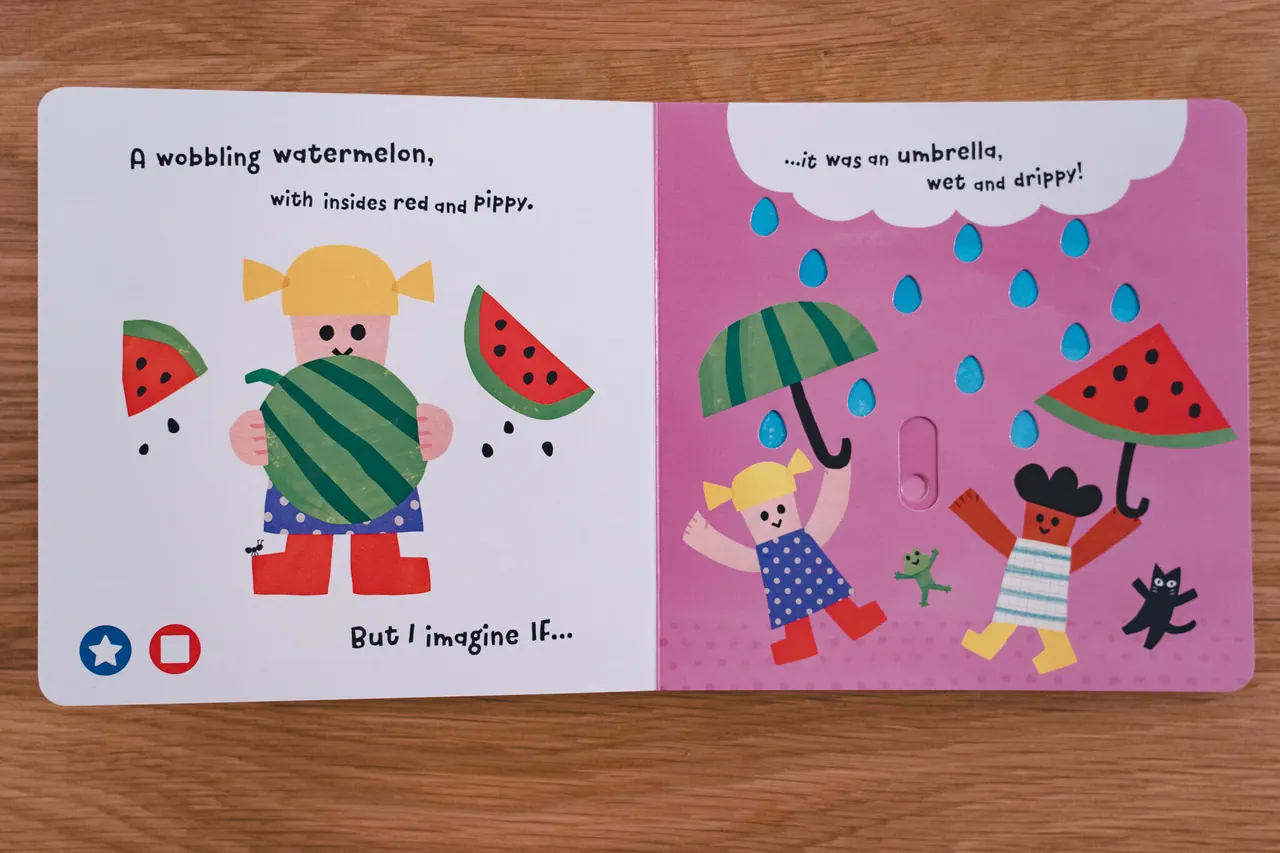 A wobbling watermelon,
with insides red and pippy.
But I imagine IF...
...it was an umbrella,
wet and drippy!